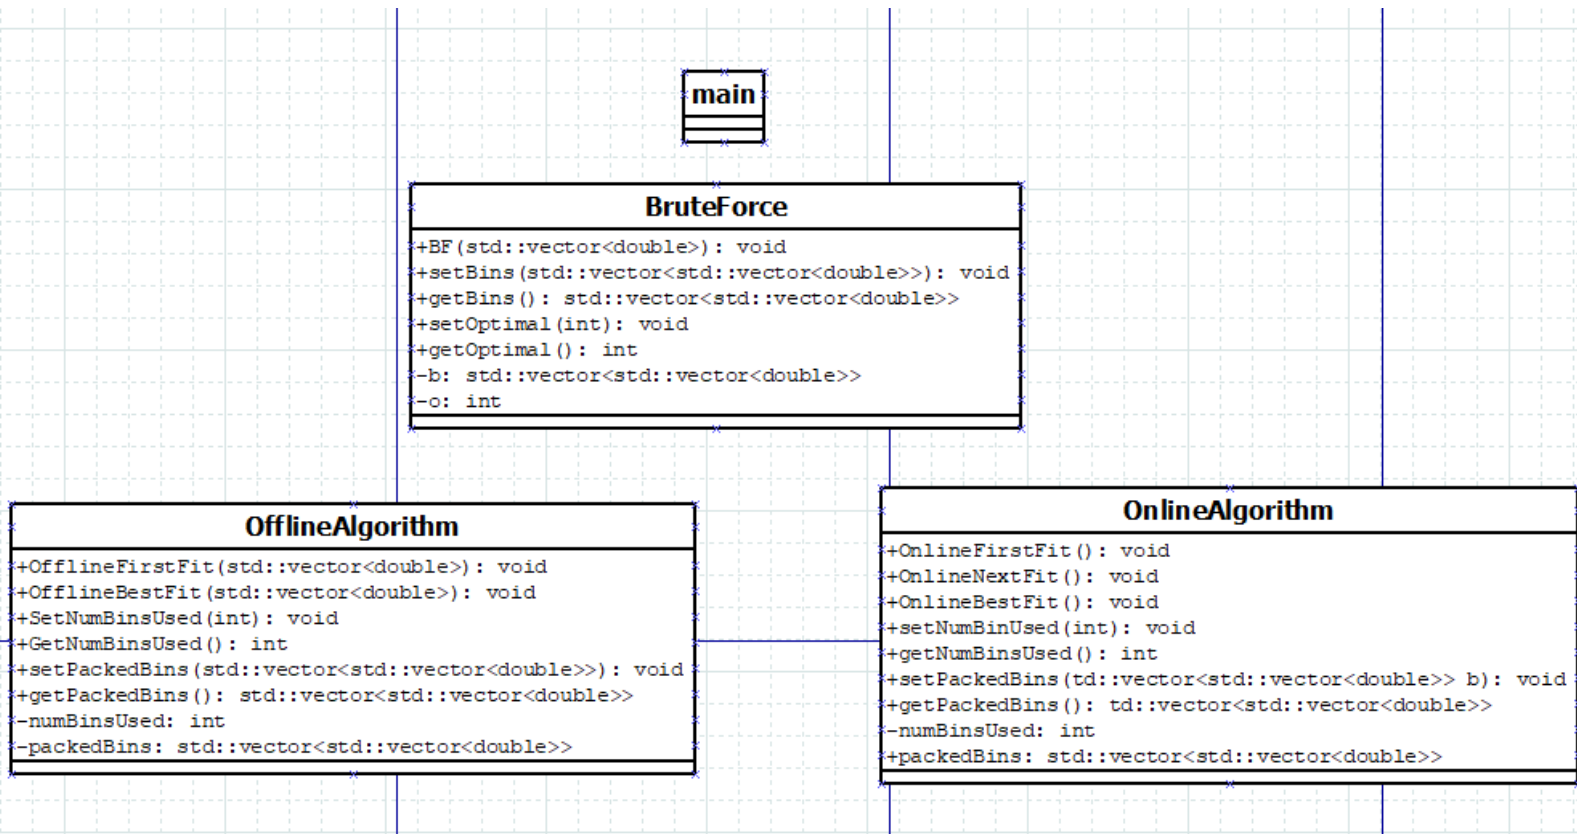 main
BruteForce
+BF(std::vector<double>): void
+setBins(std::vector<std::vector<double>>): void
+getBins(): std::vector<std::vector<double>>
+setOptimal(int): void
+getOptimal(): int
-b: std::vector<std::vector<double>>
-o: int
OfflineAlgorithm
+OfflineFirstFit(std::vector<double>): void
+OfflineBestFit(std::vector<double>): void
+SetNumBinsUsed(int): void
+GetNumBinsUsed(): int
+setPackedBins(std::vector<std::vector<double>>): void
+getPackedBins(): std::vector<std::vector<double>>
-numBinsUsed: int
-packedBins: std::vector<std::vector<double>>
OnlineAlgorithm
+OnlineFirstFit(): void
+OnlineNextFit(): void
+OnlineBestFit(): void
+setNumBinUsed(int): void
+getNumBinsUsed(): int
+setPackedBins(td::vector<std::vector<double>> b): void
+getPackedBins(): td::vector<std::vector<double>>
-numBinsUsed: int
+packedBins: std::vector<std::vector<double>>